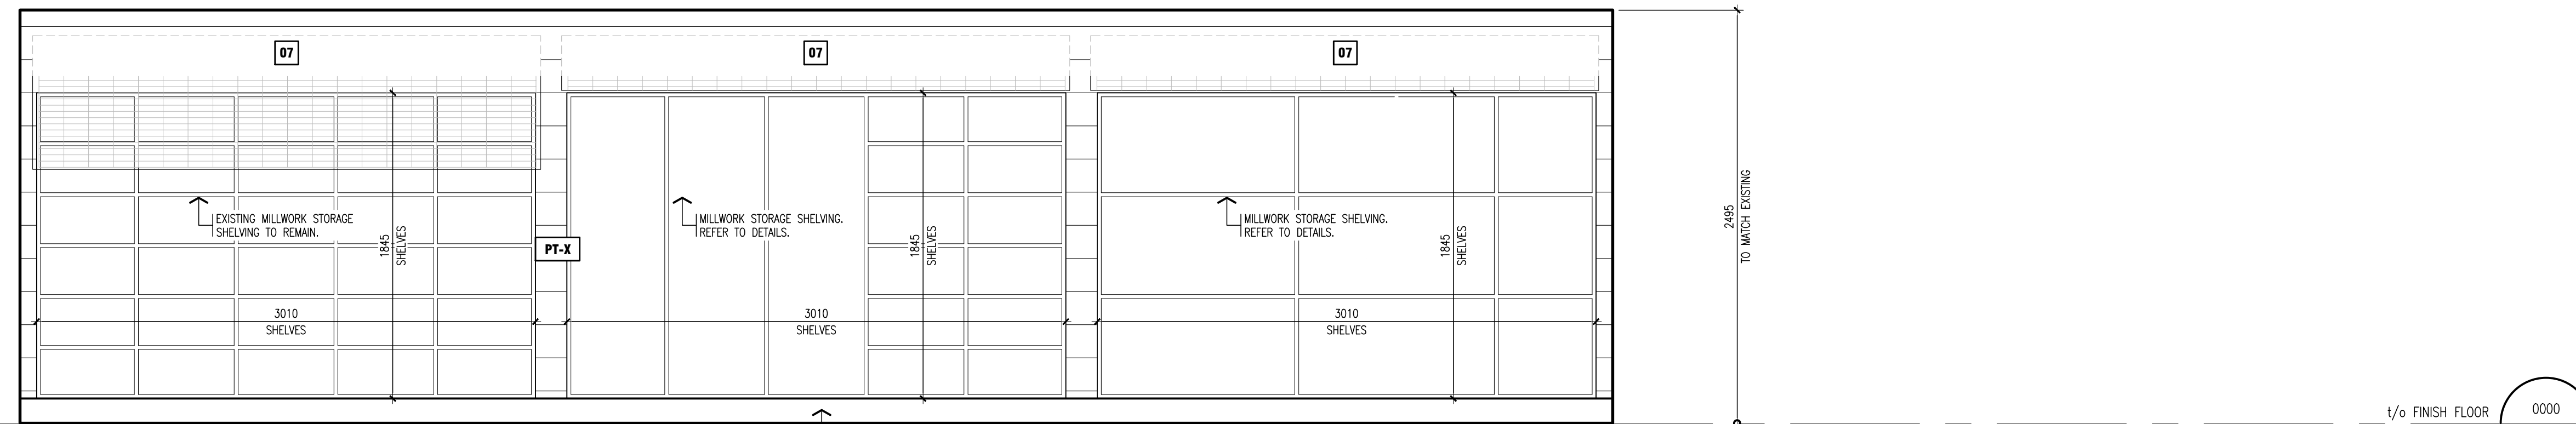 07
07
07
EXISTING MILLWORK STORAGE
SHELVING TO REMAIN.
MILLWORK STORAGE SHELVING.
REFER TO DETAILS.
MILLWORK STORAGE SHELVING.
REFER TO DETAILS.
PT-X
1845
SHELVES
1845
SHELVES
1845
SHELVES
2495
TO MATCH EXISTING
3010
SHELVES
3010
SHELVES
3010
SHELVES
t/o FINISH FLOOR
0000